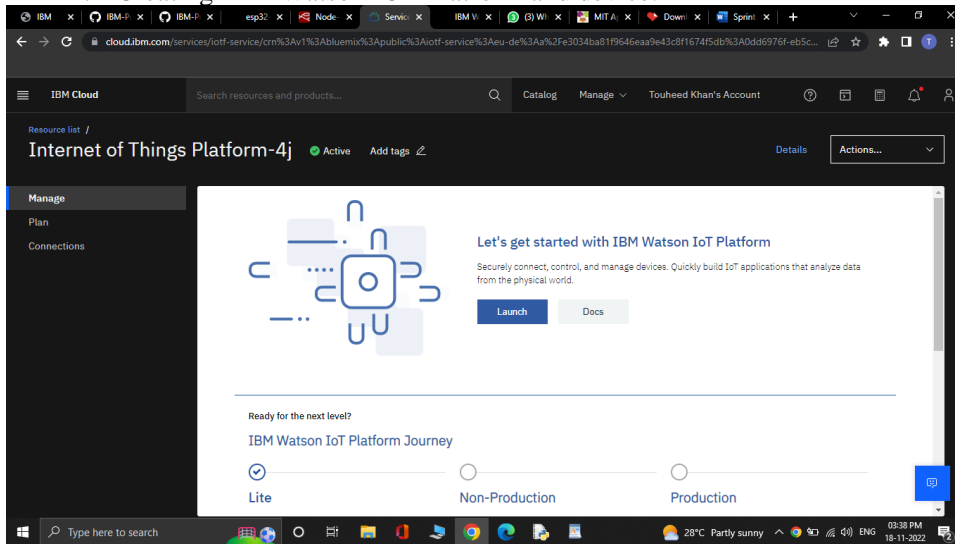 IBM
IBM-P
IBM-P
esp32
Node-
Servic
IBM W
(3) Wh
MIT A
Downl
Sprint
cloud.ibm.com/services/iotf-service/crn%3Av1%3Abluemix%3Apublic%3Aiotf-service%3Aeu-de%3Aa%2Fe3034ba81f9646eaa9e43c8f1674f5db%3A0dd6976f-eb5c...
T
IBM Cloud
Search resources and products...
Catalog
Manage
Touheed Khan's Account
Resource list /
Internet of Things Platform-4j
Active
Add tags
Details
Actions...
Manage
Plan
Connections
Let's get started with IBM Watson IoT Platform
Securely connect, control, and manage devices. Quickly build IoT applications that analyze data
from the physical world.
Launch
Docs
Ready for the next level?
IBM Watson IoT Platform Journey
Lite
Non-Production
Production
Type here to search
28°C Partly sunny
ENG
03:38 PM
18-11-2022
2